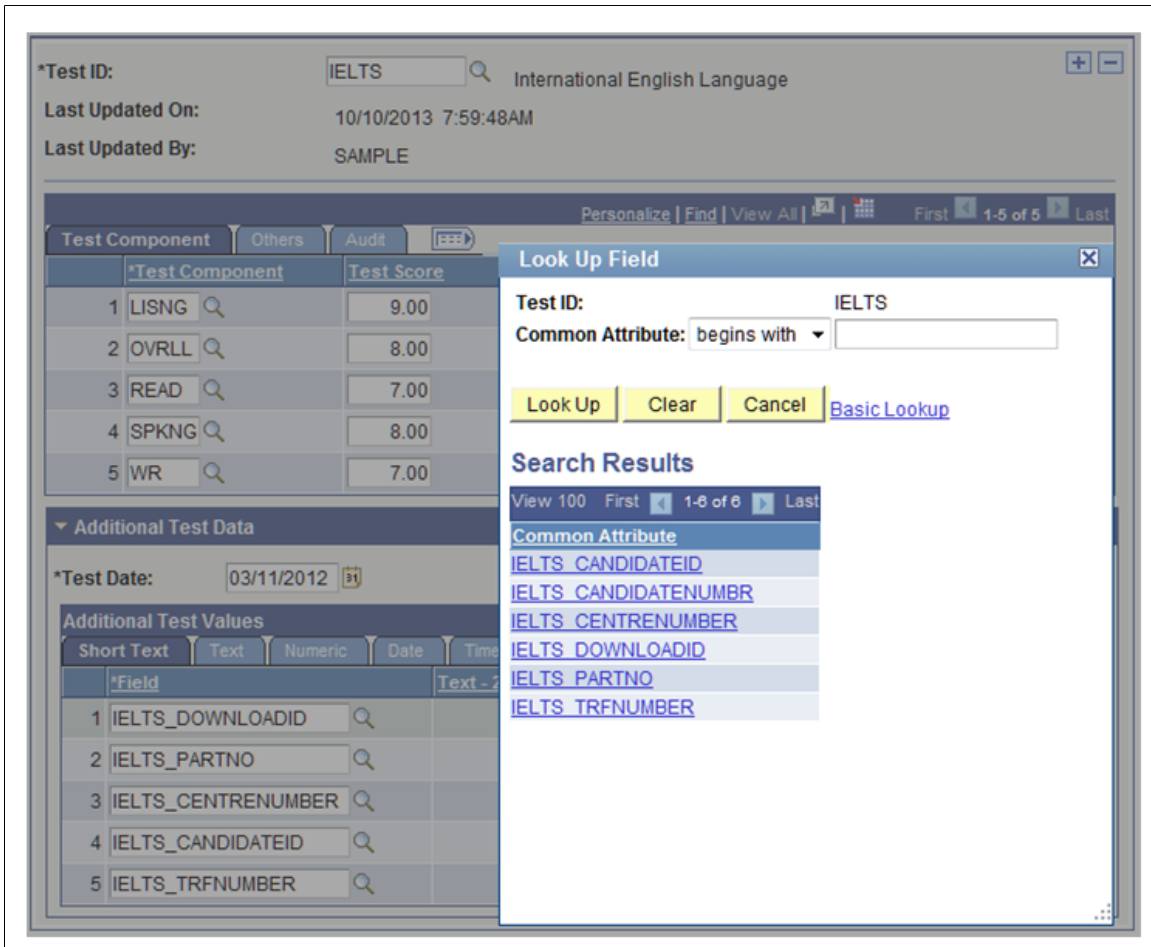 *Test ID: IELTS International English Language
Last Updated On: 10/10/2013 7:59:48AM
Last Updated By: SAMPLE
Personalize | Find | View All | | First 1-5 of 5 Last
Test Component Others Audit
*Test Component Test Score
1 LISNG 9.00
2 OVRLL 8.00
3 READ 7.00
4 SPKNG 8.00
5 WR 7.00
Additional Test Data
*Test Date: 03/11/2012 31
Additional Test Values
Short Text Text Numeric Date Time
*Field Text - 2
1 IELTS_DOWNLOADID
2 IELTS_PARTNO
3 IELTS_CENTRENUMBER
4 IELTS_CANDIDATEID
5 IELTS_TRFNUMBER
Look Up Field
Test ID: IELTS
Common Attribute: begins with
Look Up Clear Cancel Basic Lookup
Search Results
View 100 First 1-6 of 6 Last
Common Attribute
IELTS_CANDIDATEID
IELTS_CANDIDATENUMBR
IELTS_CENTRENUMBER
IELTS_DOWNLOADID
IELTS_PARTNO
IELTS_TRFNUMBER